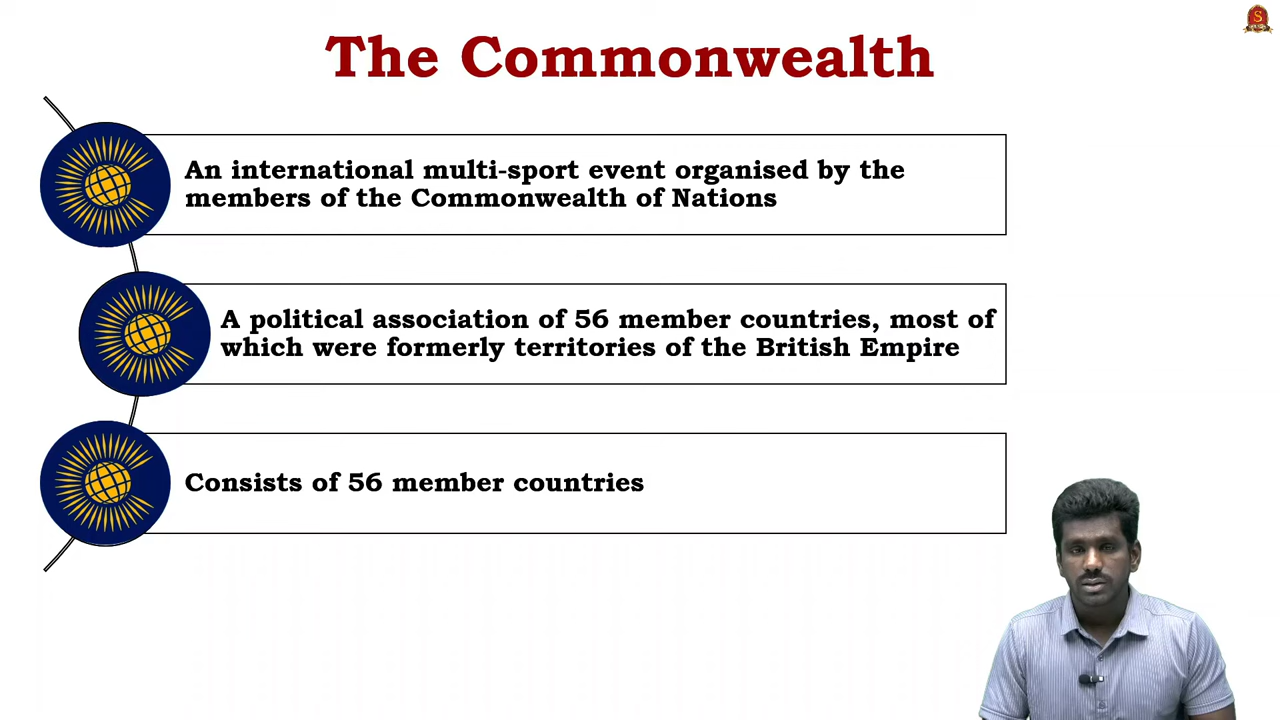 The Commonwealth
An international multi-sport event organised by the
members of the Commonwealth of Nations
A political association of 56 member countries, most of
which were formerly territories of the British Empire
Consists of 56 member countries